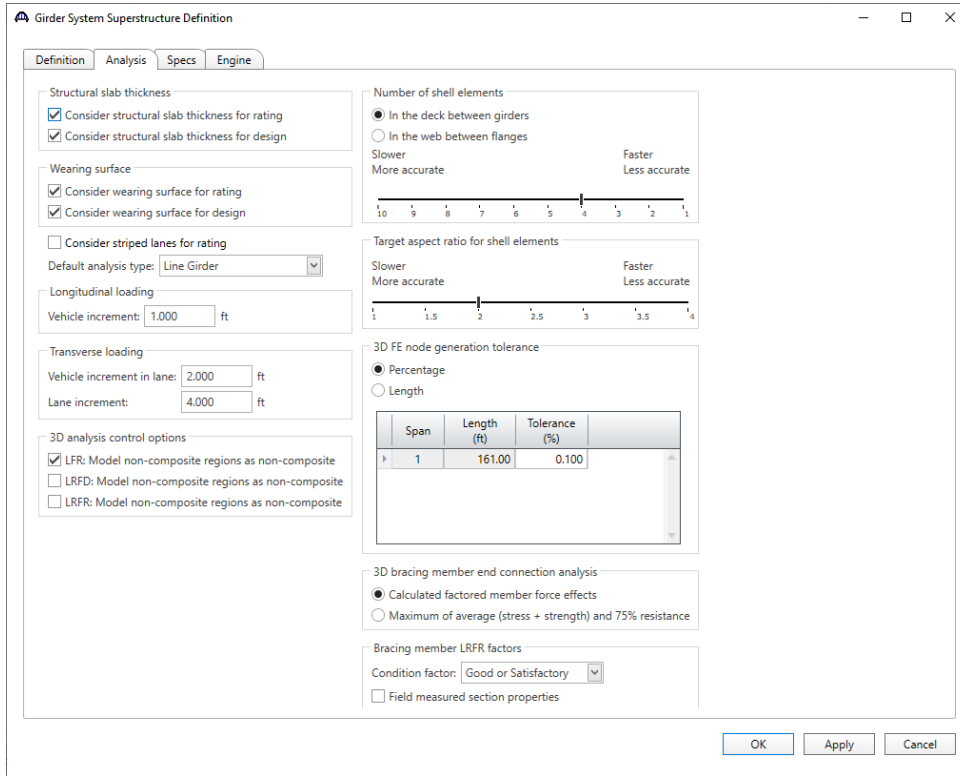 Girder System Superstructure Definition
Definition Analysis Specs Engine
Structural slab thickness
Consider structural slab thickness for rating
Consider structural slab thickness for design
Wearing surface
Consider wearing surface for rating
Consider wearing surface for design
Consider striped lanes for rating
Default analysis type: Line Girder
Longitudinal loading
Vehicle increment: 1.000 ft
Transverse loading
Vehicle increment in lane: 2.000 ft
Lane increment: 4.000 ft
3D analysis control options
LFR: Model non-composite regions as non-composite
LRFD: Model non-composite regions as non-composite
LRFR: Model non-composite regions as non-composite
Number of shell elements
In the deck between girders
In the web between flanges
Slower Faster
More accurate Less accurate
10 9 8 7 6 5 4 3 2 1
Target aspect ratio for shell elements
Slower Faster
More accurate Less accurate
1 1.5 2 2.5 3 3.5 4
3D FE node generation tolerance
Percentage
Length
Span Length (ft) Tolerance (%)
1 161.00 0.100
3D bracing member end connection analysis
Calculated factored member force effects
Maximum of average (stress + strength) and 75% resistance
Bracing member LRFR factors
Condition factor: Good or Satisfactory
Field measured section properties
OK Apply Cancel